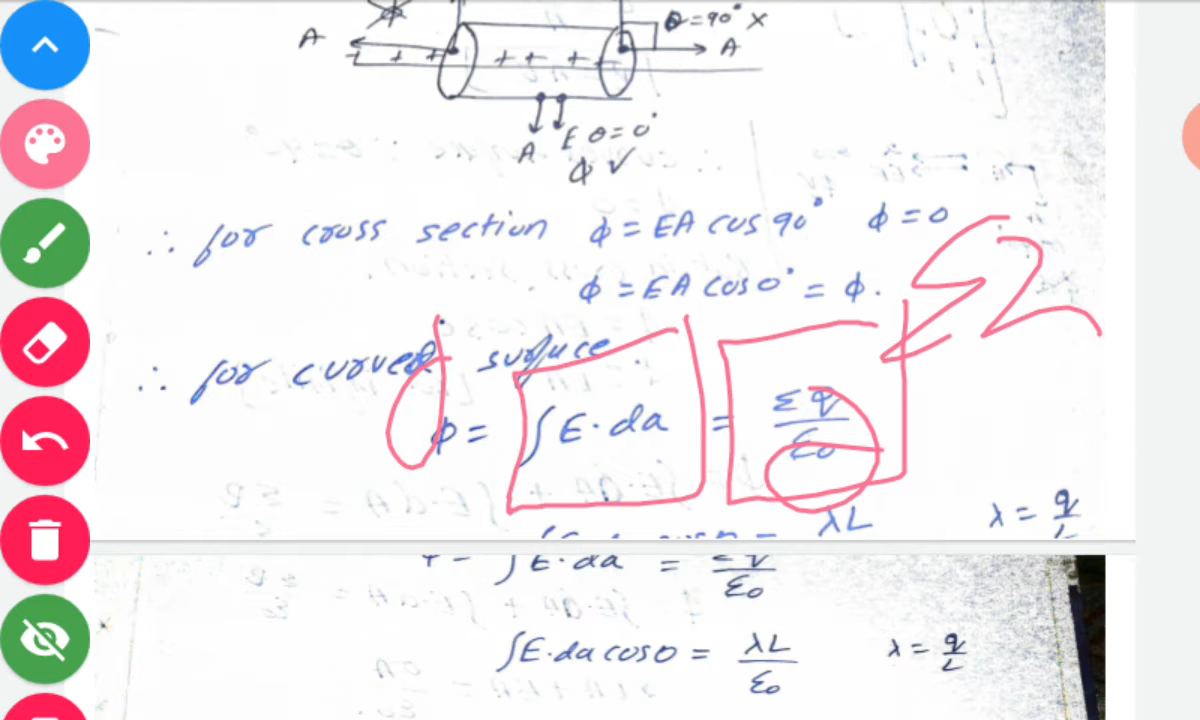 θ=90° X
A
A
+ + +
+ + + +
E θ=0°
A
ϕ ✓
∴ for cross section ϕ = EA cos 90° ϕ = 0
ϕ = EA cos 0° = ϕ.
∴ for curved surface.
ϕ = ∫E·da = Σq/ε₀
λL λ = q/L
ϕ = ∫E·da = Σq/ε₀
∫E·da cos0 = λL/ε₀ λ = q/L